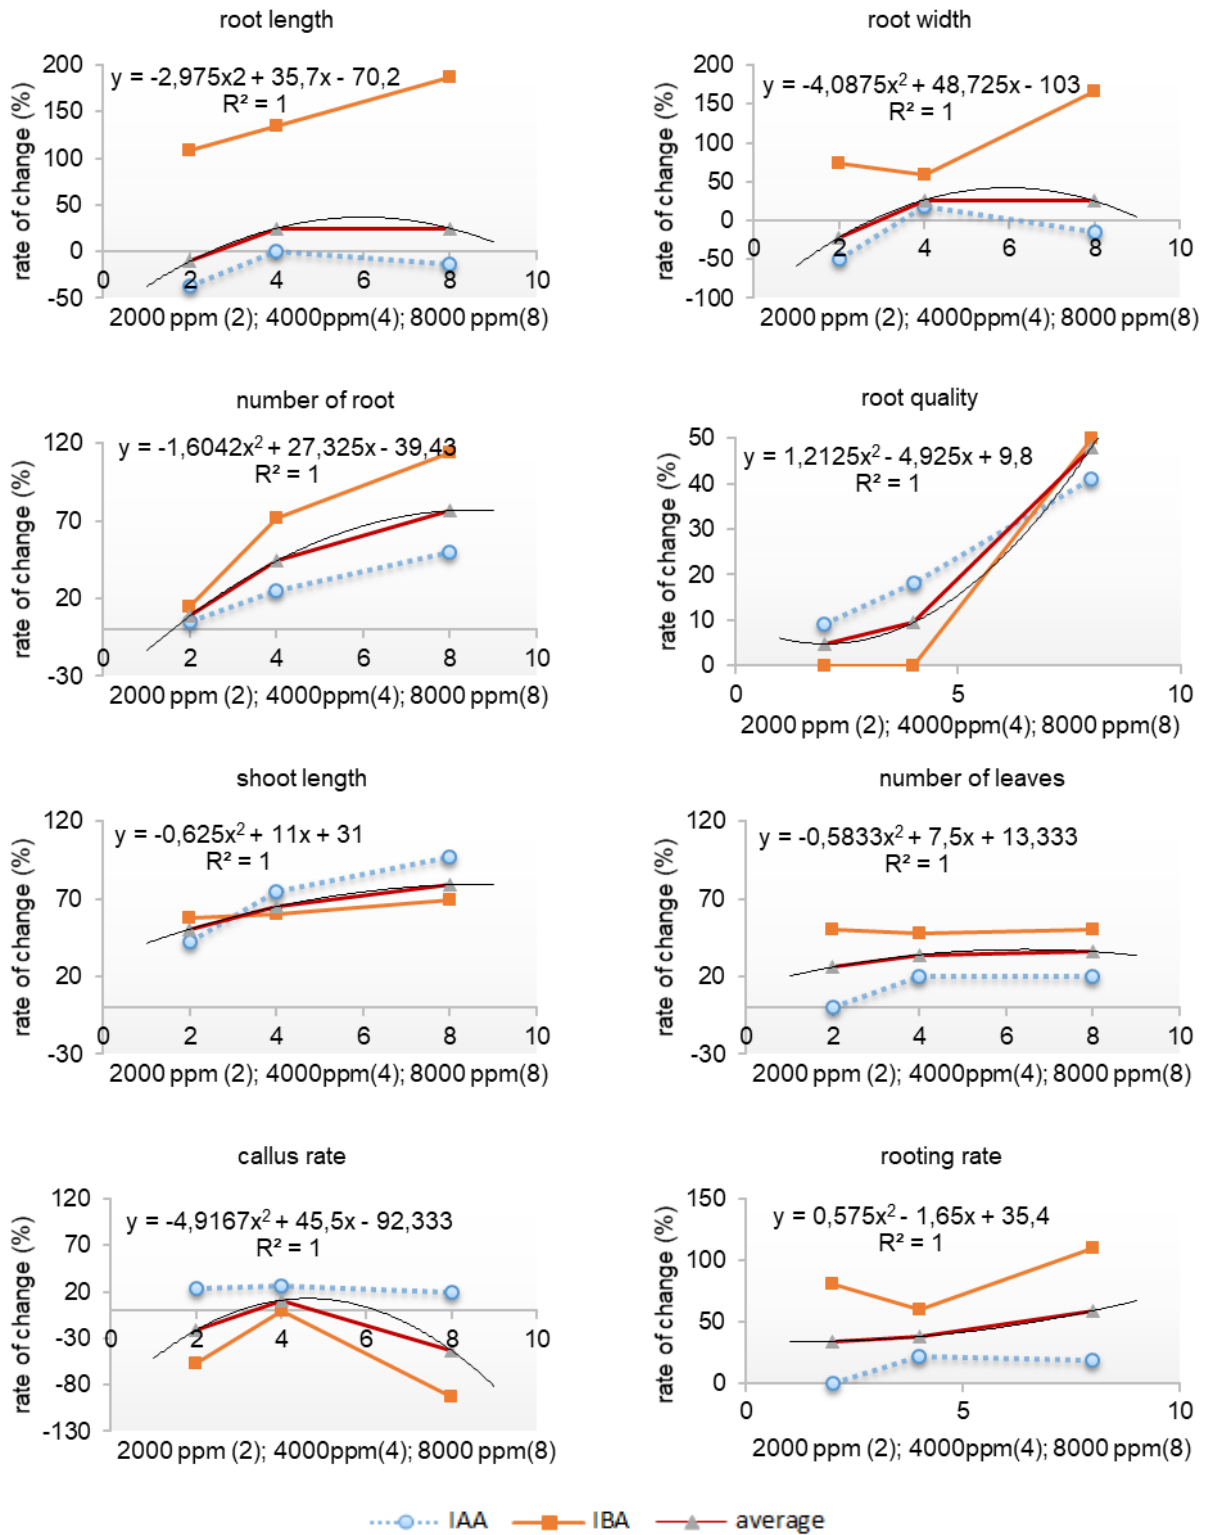 root length
200
150
100
50
0
-50
rate of change (%)
y = -2,975x2 + 35,7x - 70,2
R² = 1
0 2 4 6 8 10
2000 ppm (2); 4000ppm(4); 8000 ppm(8)
root width
200
150
100
50
0
-50
-100
rate of change (%)
y = -4,0875x² + 48,725x - 103
R² = 1
0 2 4 6 8 10
2000 ppm (2); 4000ppm(4); 8000 ppm(8)
number of root
120
70
20
-30
rate of change (%)
y = -1,6042x² + 27,325x - 39,43
R² = 1
0 2 4 6 8 10
2000 ppm (2); 4000ppm(4); 8000 ppm(8)
root quality
50
40
30
20
10
0
rate of change (%)
y = 1,2125x² - 4,925x + 9,8
R² = 1
0 5 10
2000 ppm (2); 4000ppm(4); 8000 ppm(8)
shoot length
120
70
20
-30
rate of change (%)
y = -0,625x² + 11x + 31
R² = 1
0 2 4 6 8 10
2000 ppm (2); 4000ppm(4); 8000 ppm(8)
number of leaves
120
70
20
-30
rate of change (%)
y = -0,5833x² + 7,5x + 13,333
R² = 1
0 2 4 6 8 10
2000 ppm (2); 4000ppm(4); 8000 ppm(8)
callus rate
120
70
20
-30
-80
-130
rate of change (%)
y = -4,9167x² + 45,5x - 92,333
R² = 1
0 2 4 6 8 10
2000 ppm (2); 4000ppm(4); 8000 ppm(8)
rooting rate
150
100
50
0
rate of change (%)
y = 0,575x² - 1,65x + 35,4
R² = 1
0 5 10
2000 ppm (2); 4000ppm(4); 8000 ppm(8)
IAA IBA average